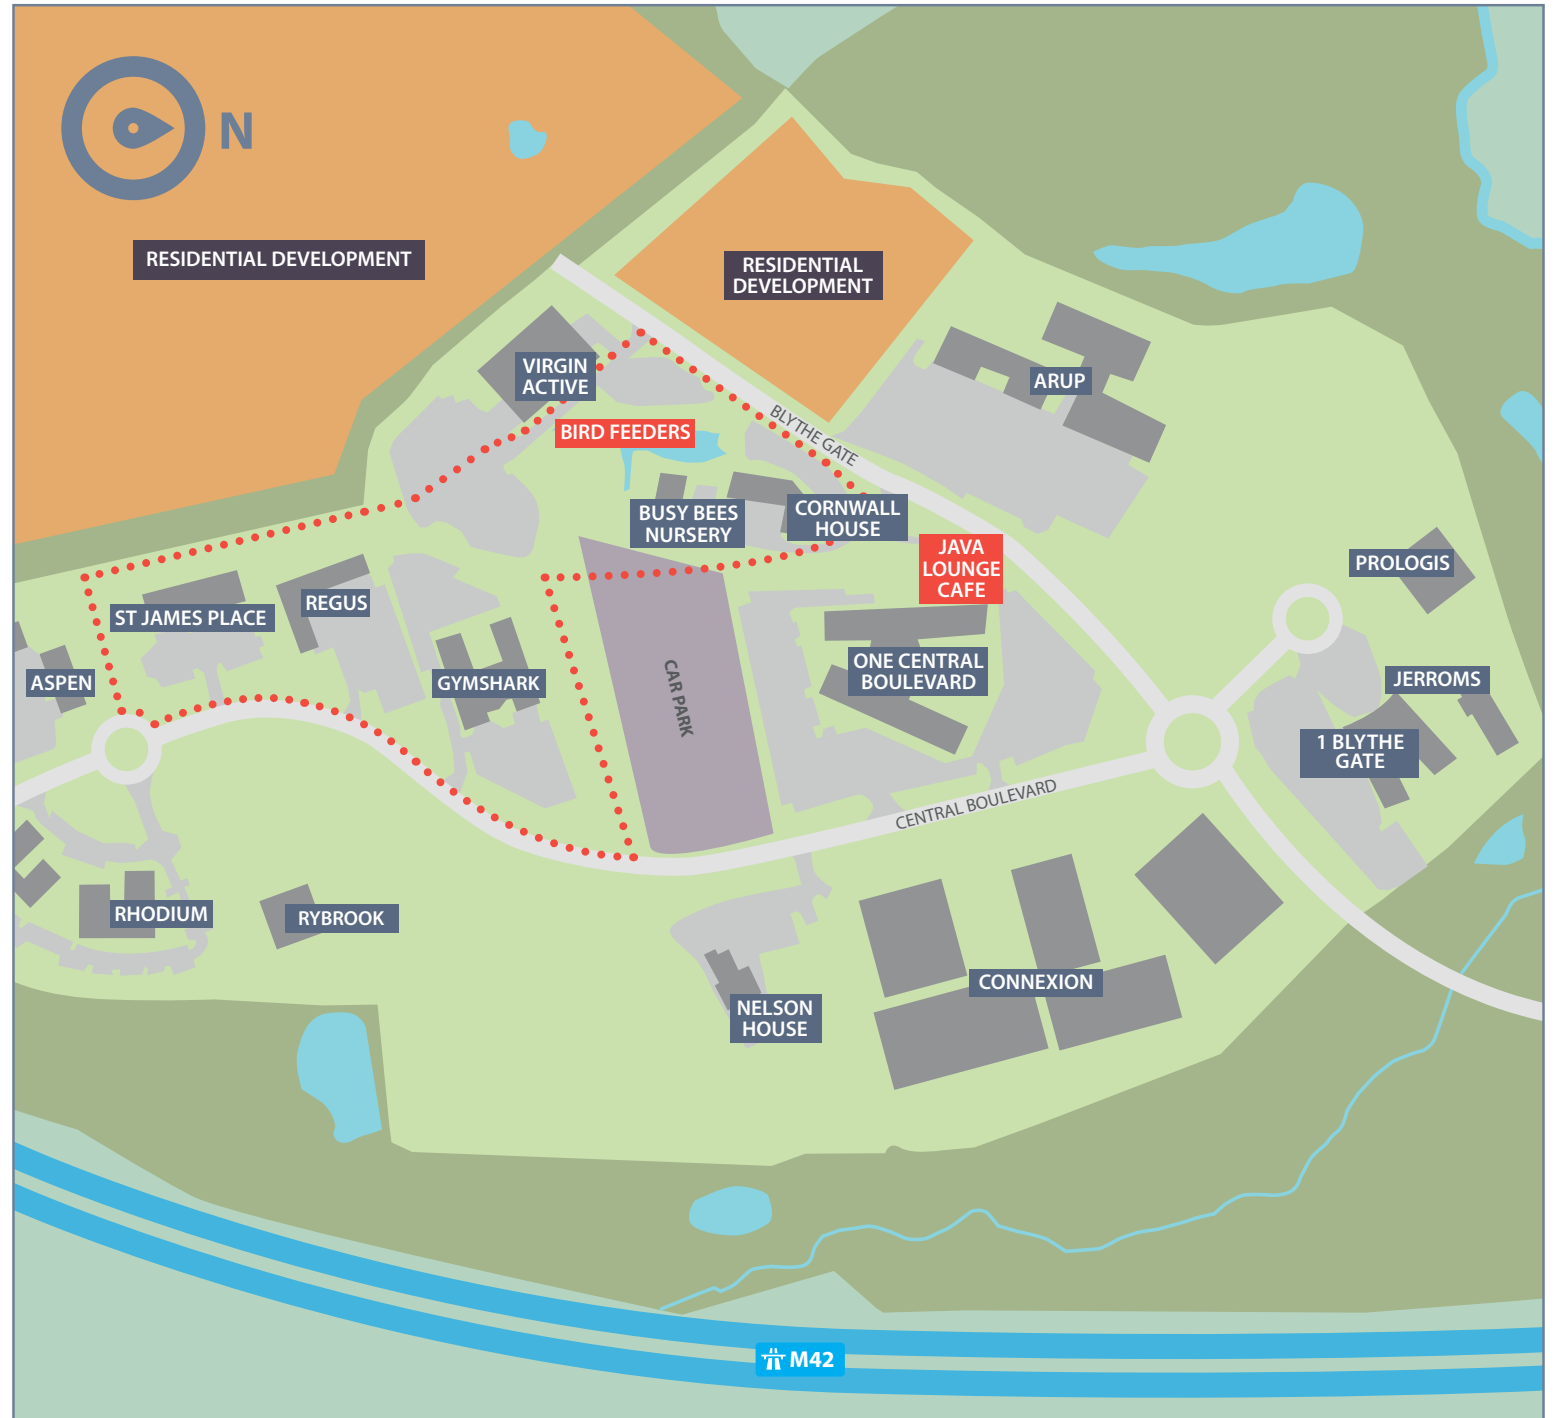 N
RESIDENTIAL DEVELOPMENT
RESIDENTIAL
DEVELOPMENT
VIRGIN
ACTIVE
ARUP
BLYTHE GATE
BIRD FEEDERS
BUSY BEES
NURSERY
CORNWALL
HOUSE
JAVA
LOUNGE
CAFE
PROLOGIS
REGUS
ST JAMES PLACE
ASPEN
GYMSHARK
CAR PARK
ONE CENTRAL
BOULEVARD
JERROMS
1 BLYTHE
GATE
CENTRAL BOULEVARD
RHODIUM
RYBROOK
CONNEXION
NELSON
HOUSE
M42